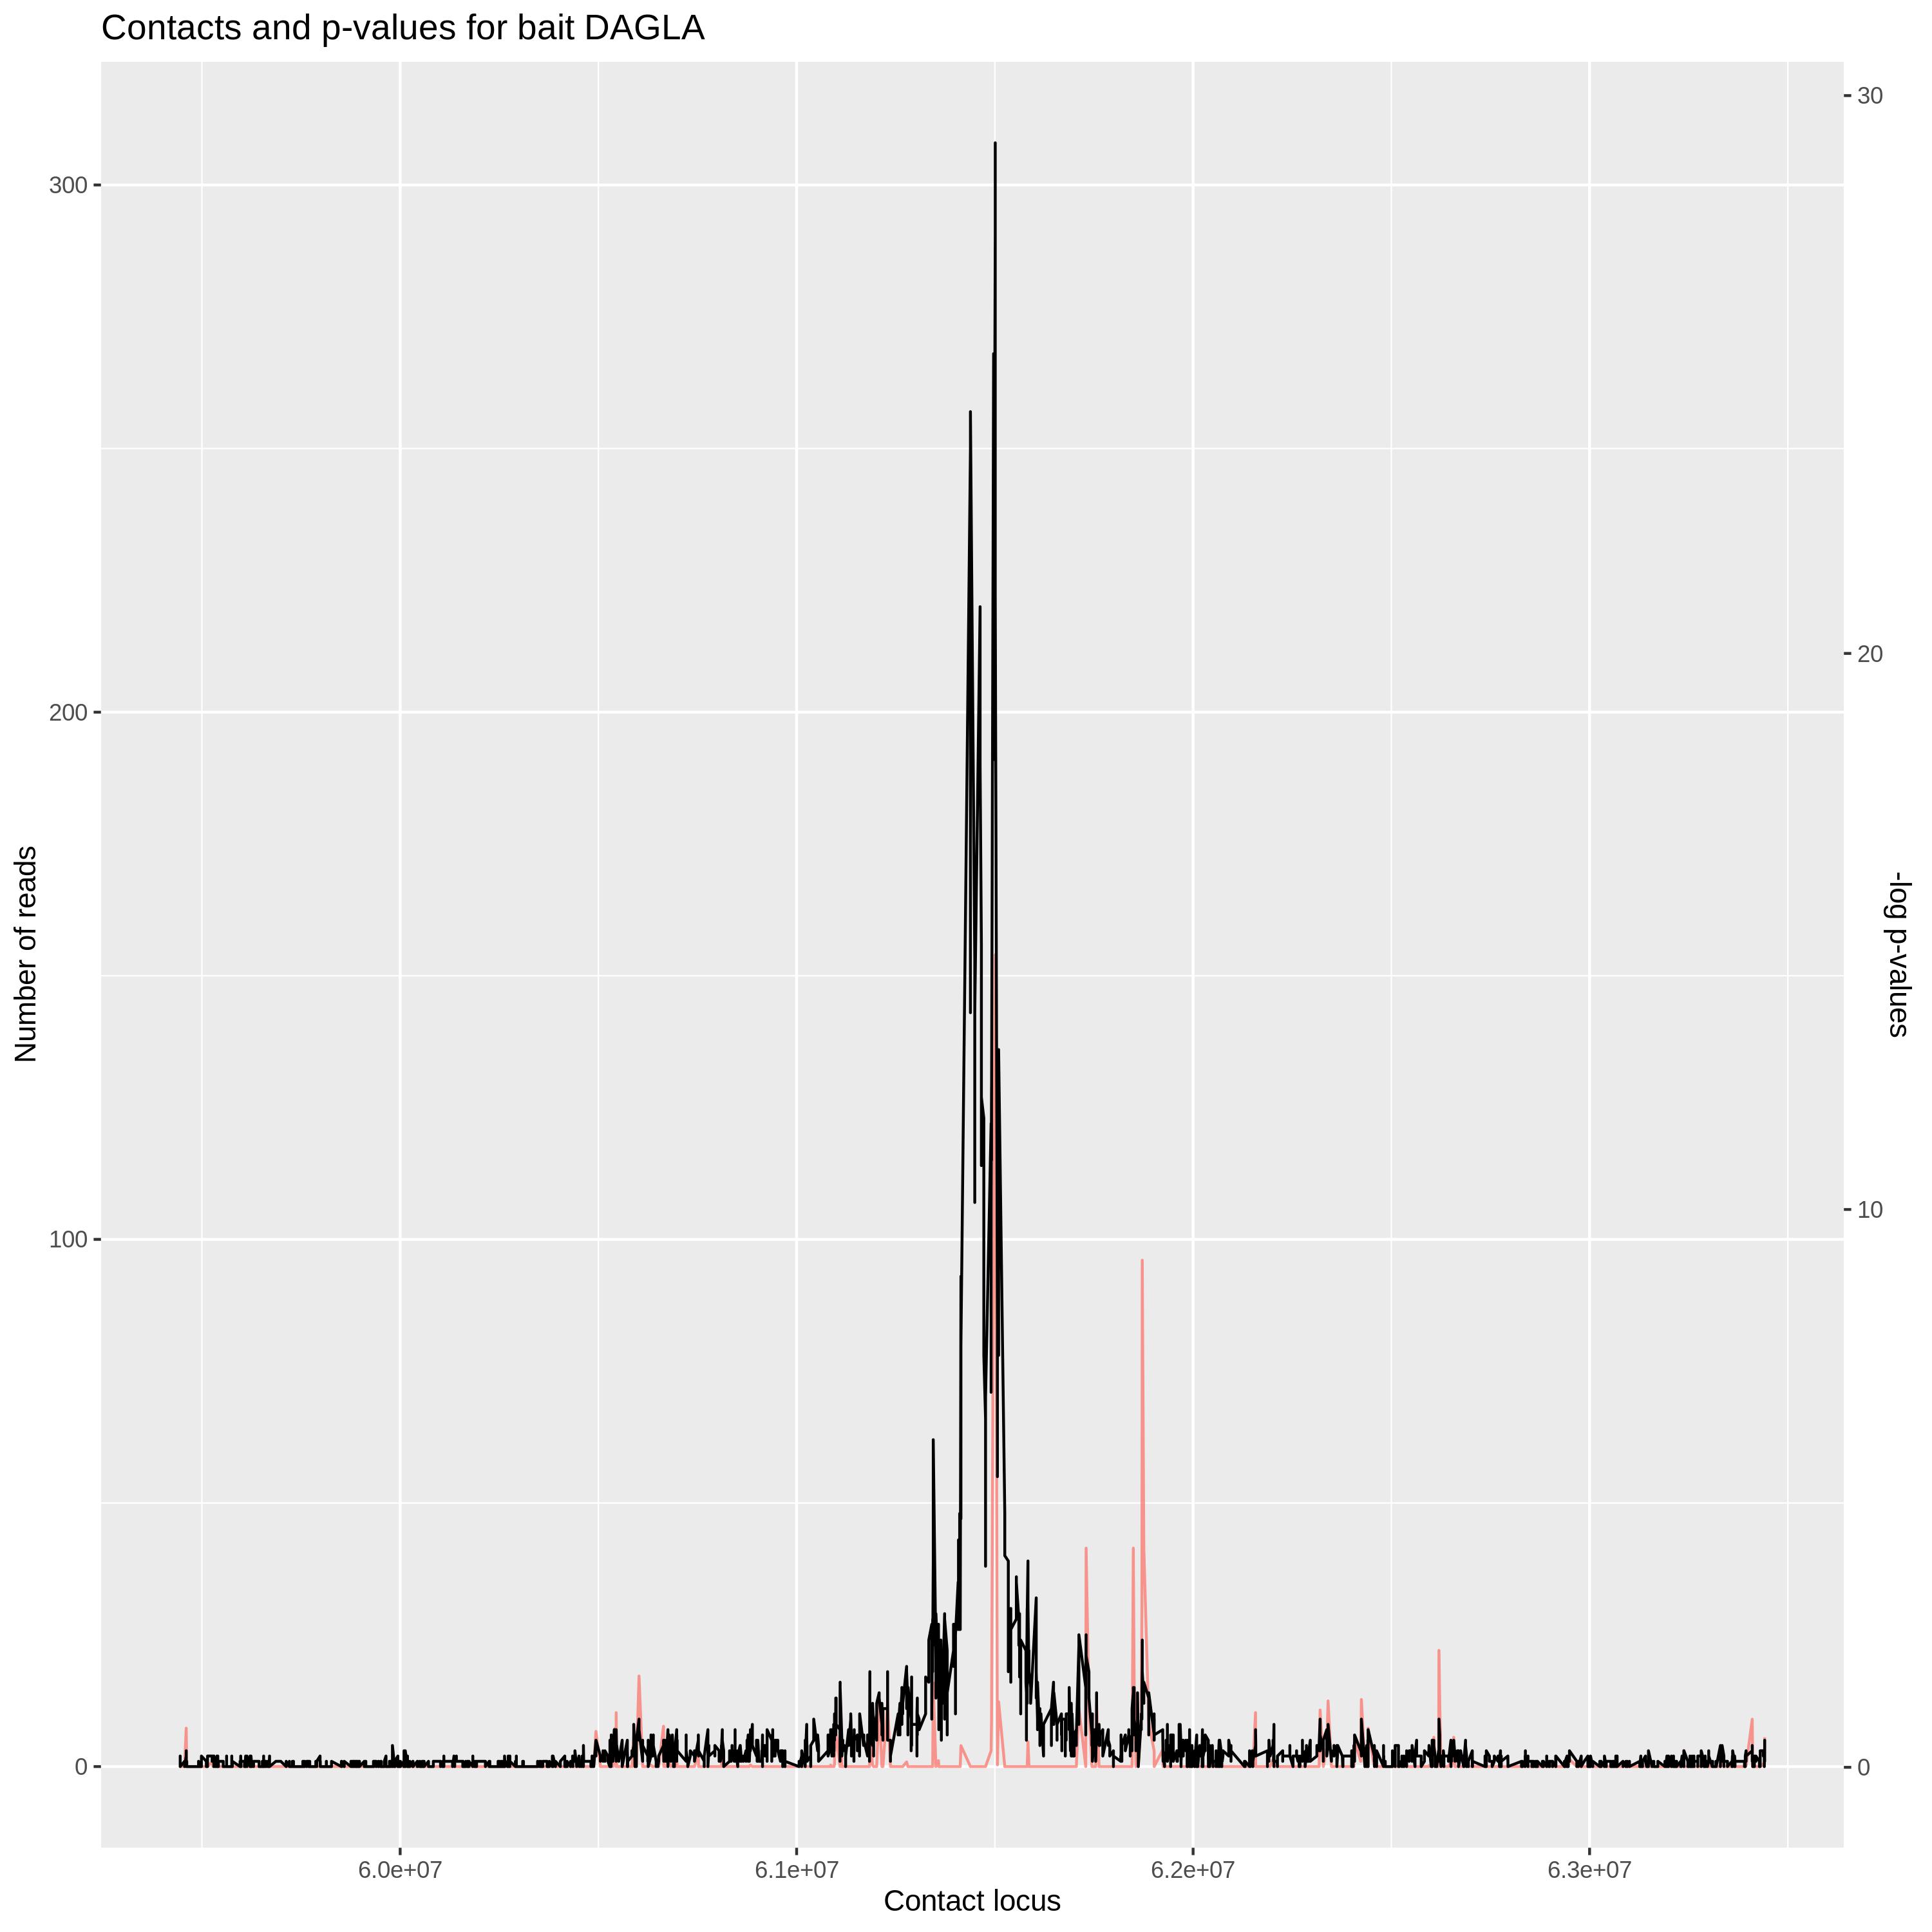 Contacts and p-values for bait DAGLA
300
200
100
0
Number of reads
30
20
10
0
-log p-values
6.0e+07
6.1e+07
6.2e+07
6.3e+07
Contact locus